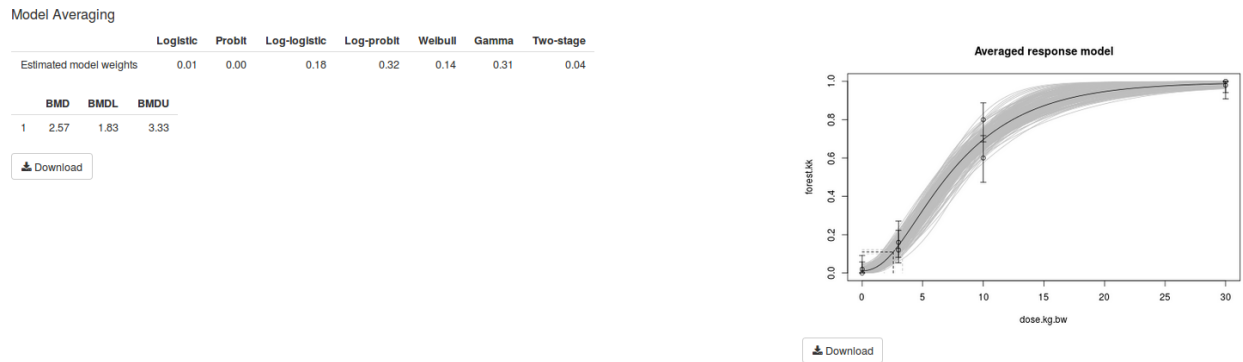 Model Averaging
Logistic Probit Log-logistic Log-probit Weibull Gamma Two-stage
Estimated model weights 0.01 0.00 0.18 0.32 0.14 0.31 0.04
BMD BMDL BMDU
1 2.57 1.83 3.33
Download
Averaged response model
1.0
0.8
0.6
0.4
0.2
0.0
forest.kk
0 5 10 15 20 25 30
dose.kg.bw
Download